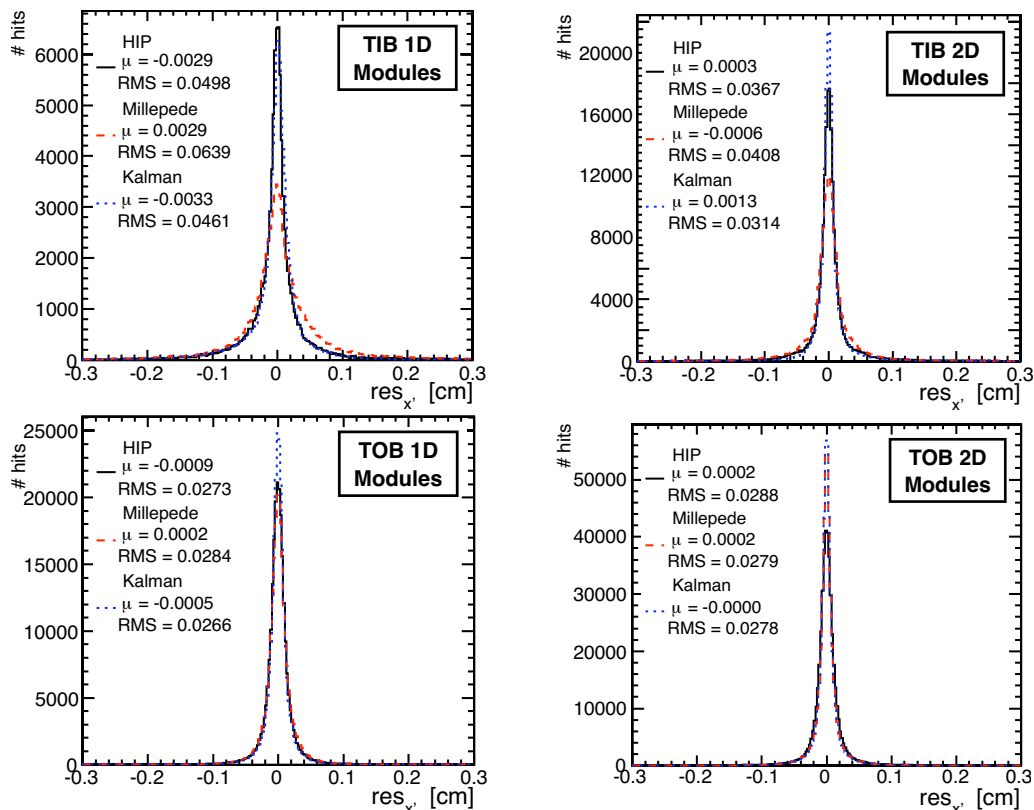 # hits
6000
5000
4000
3000
2000
1000
0
HIP
μ = -0.0029
RMS = 0.0498
Millepede
μ = 0.0029
RMS = 0.0639
Kalman
μ = -0.0033
RMS = 0.0461
TIB 1D
Modules
-0.3 -0.2 -0.1 0 0.1 0.2 0.3
res x' [cm]
# hits
20000
16000
12000
8000
4000
0
HIP
μ = 0.0003
RMS = 0.0367
Millepede
μ = -0.0006
RMS = 0.0408
Kalman
μ = 0.0013
RMS = 0.0314
TIB 2D
Modules
-0.3 -0.2 -0.1 0 0.1 0.2 0.3
res x' [cm]
# hits
25000
20000
15000
10000
5000
0
HIP
μ = -0.0009
RMS = 0.0273
Millepede
μ = 0.0002
RMS = 0.0284
Kalman
μ = -0.0005
RMS = 0.0266
TOB 1D
Modules
-0.3 -0.2 -0.1 0 0.1 0.2 0.3
res x' [cm]
# hits
50000
40000
30000
20000
10000
0
HIP
μ = 0.0002
RMS = 0.0288
Millepede
μ = 0.0002
RMS = 0.0279
Kalman
μ = -0.0000
RMS = 0.0278
TOB 2D
Modules
-0.3 -0.2 -0.1 0 0.1 0.2 0.3
res x' [cm]